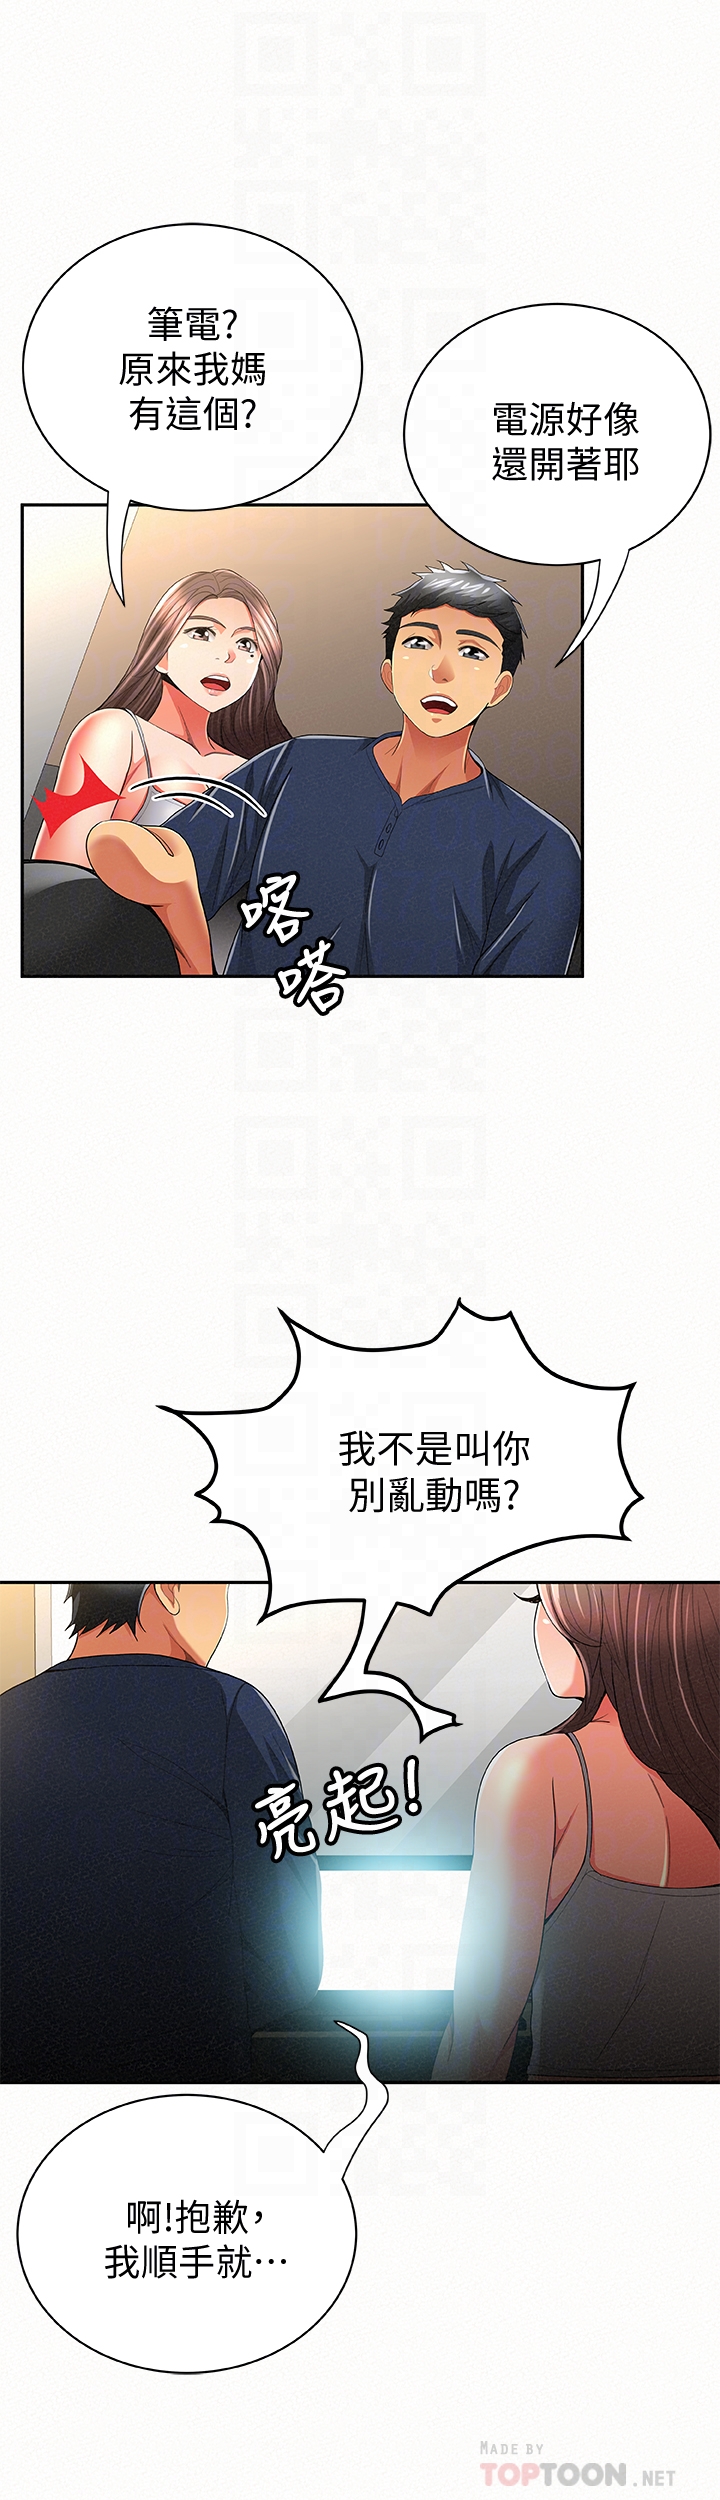 筆電?
原來我媽
有這個?
電源好像
還開著耶
喀
嗒
我不是叫你
別亂動嗎?
亮起!
啊!抱歉,
我順手就…
MADE BY
TOPTOON.NET